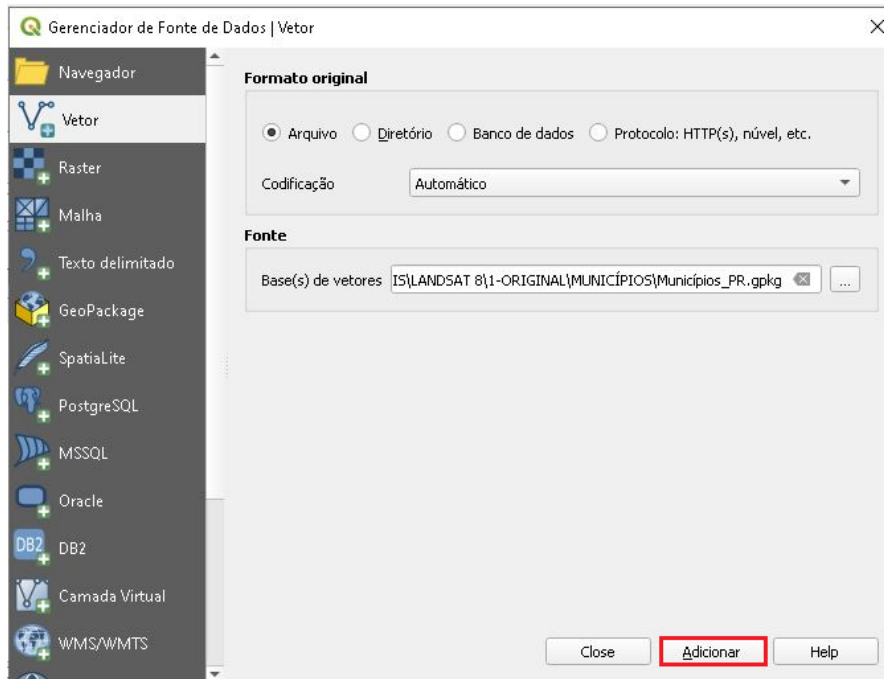 Gerenciador de Fonte de Dados | Vetor
Navegador
Vetor
Raster
Malha
Texto delimitado
GeoPackage
SpatiaLite
PostgreSQL
MSSQL
Oracle
DB2
DB2
Camada Virtual
WMS/WMTS
Formato original
Arquivo Diretório Banco de dados Protocolo: HTTP(s), núvel, etc.
Codificação Automático
Fonte
Base(s) de vetores IS\LANDSAT 8\1-ORIGINAL\MUNICÍPIOS\Municípios_PR.gpkg ...
Close Adicionar Help